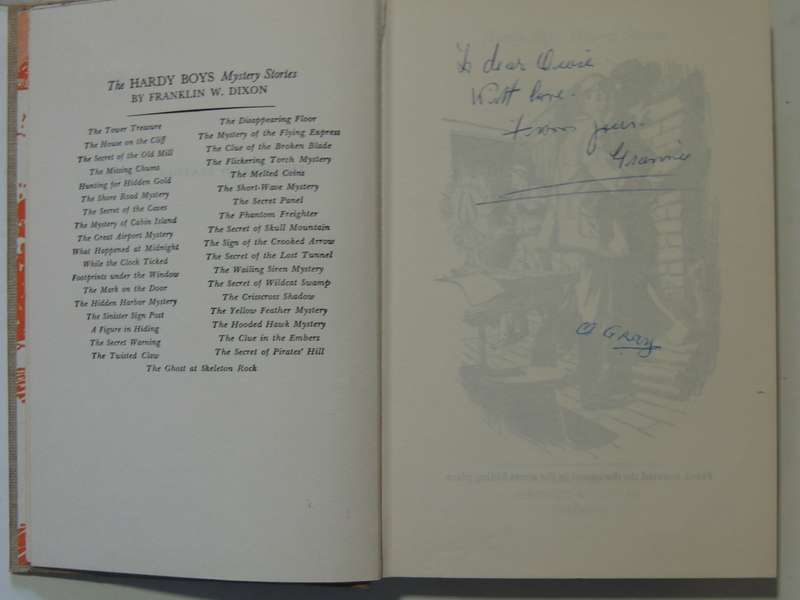 The HARDY BOYS Mystery Stories
BY FRANKLIN W. DIXON
The Tower Treasure
The House on the Cliff
The Secret of the Old Mill
The Missing Chums
Hunting for Hidden Gold
The Shore Road Mystery
The Secret of the Caves
The Mystery of Cabin Island
The Great Airport Mystery
What Happened at Midnight
While the Clock Ticked
Footprints under the Window
The Mark on the Door
The Hidden Harbor Mystery
The Sinister Sign Post
A Figure in Hiding
The Secret Warning
The Twisted Claw
The Disappearing Floor
The Mystery of the Flying Express
The Clue of the Broken Blade
The Flickering Torch Mystery
The Melted Coins
The Short-Wave Mystery
The Secret Panel
The Phantom Freighter
The Secret of Skull Mountain
The Sign of the Crooked Arrow
The Secret of the Lost Tunnel
The Wailing Siren Mystery
The Secret of Wildcat Swamp
The Crisscross Shadow
The Yellow Feather Mystery
The Hooded Hawk Mystery
The Clue in the Embers
The Secret of Pirates' Hill
The Ghost at Skeleton Rock
To dear
With love.
From your.
Grannie
Gray